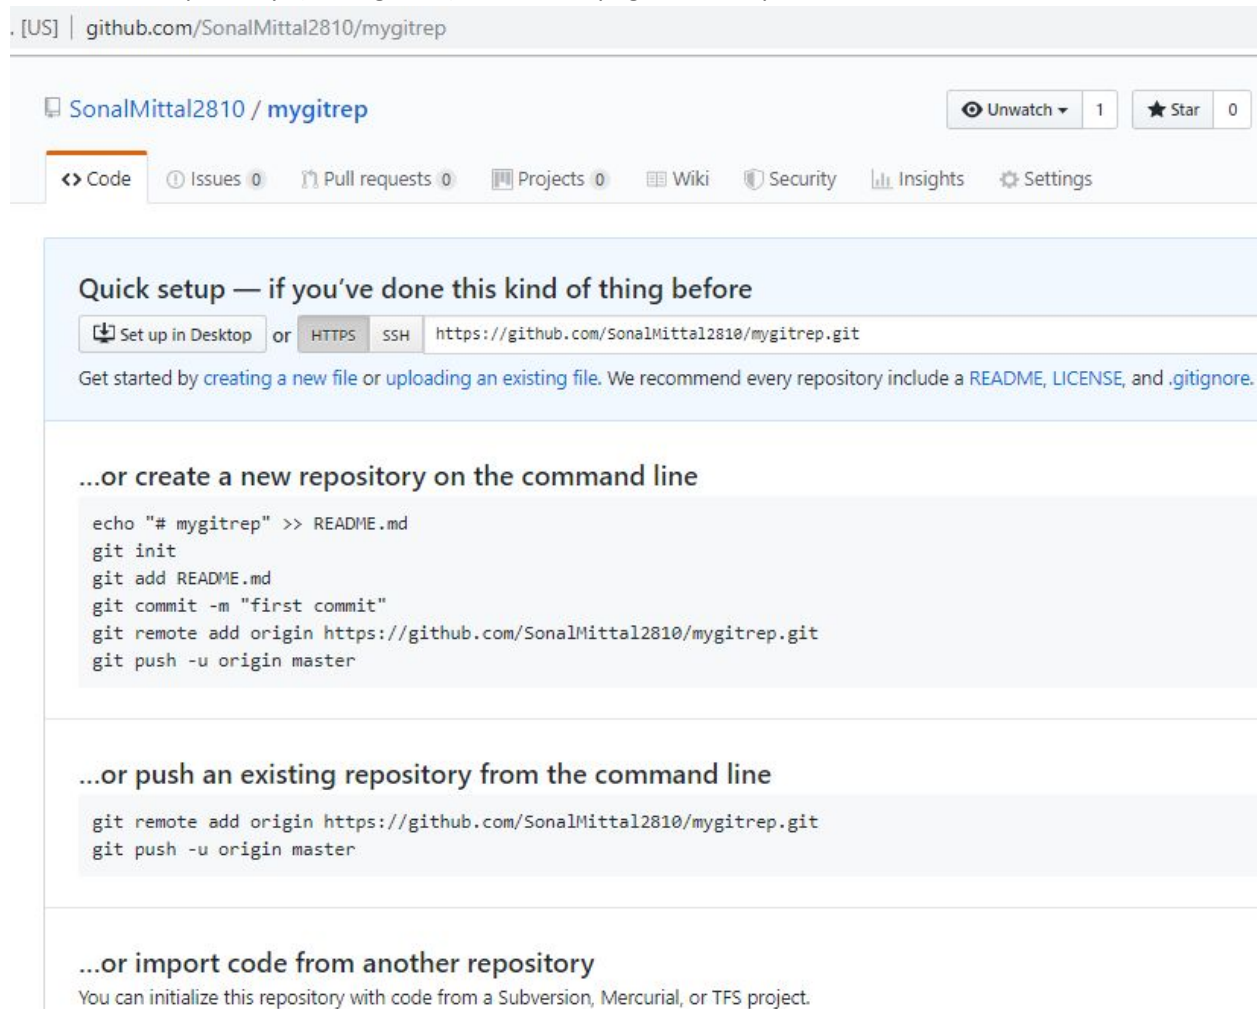 . [US] | github.com/SonalMittal2810/mygitrep
SonalMittal2810 / mygitrep
Unwatch 1 Star 0
<> Code Issues 0 Pull requests 0 Projects 0 Wiki Security Insights Settings
Quick setup — if you’ve done this kind of thing before
Set up in Desktop or HTTPS SSH https://github.com/SonalMittal2810/mygitrep.git
Get started by creating a new file or uploading an existing file. We recommend every repository include a README, LICENSE, and .gitignore.
...or create a new repository on the command line
echo "# mygitrep" >> README.md
git init
git add README.md
git commit -m "first commit"
git remote add origin https://github.com/SonalMittal2810/mygitrep.git
git push -u origin master
...or push an existing repository from the command line
git remote add origin https://github.com/SonalMittal2810/mygitrep.git
git push -u origin master
...or import code from another repository
You can initialize this repository with code from a Subversion, Mercurial, or TFS project.